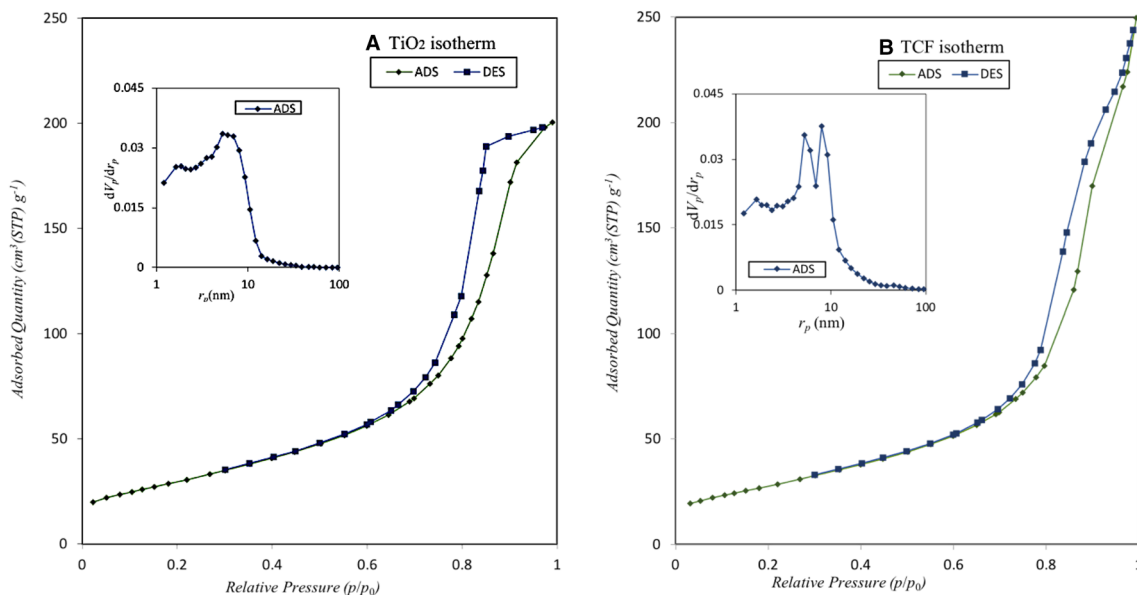 A TiO2 isotherm
ADS DES
250
200
150
100
50
0
0 0.2 0.4 0.6 0.8 1
Adsorbed Quantity (cm³(STP) g⁻¹)
Relative Pressure (p/p₀)
0.045
0.03
0.015
0
1 10 100
dVₚ/drₚ
rₚ(nm)
ADS
B TCF isotherm
ADS DES
250
200
150
100
50
0
0 0.2 0.4 0.6 0.8 1
Adsorbed Quantity (cm³(STP) g⁻¹)
Relative Pressure (p/p₀)
0.045
0.03
0.015
0
1 10 100
dVₚ/drₚ
rₚ (nm)
ADS